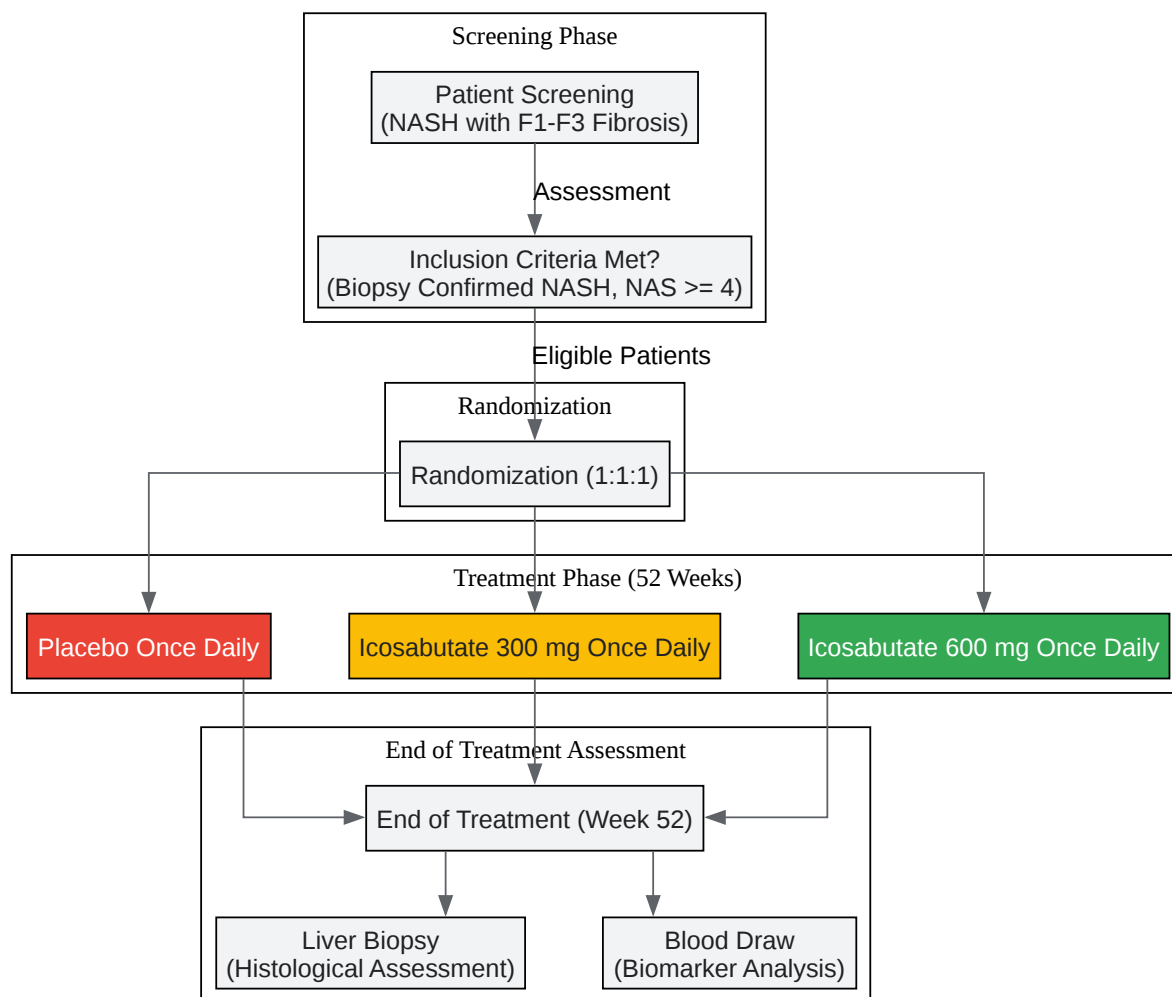 Screening Phase
Patient Screening
(NASH with F1-F3 Fibrosis)
Assessment
Inclusion Criteria Met?
(Biopsy Confirmed NASH, NAS >= 4)
Eligible Patients
Randomization
Randomization (1:1:1)
Treatment Phase (52 Weeks)
Placebo Once Daily
Icosabutate 300 mg Once Daily
Icosabutate 600 mg Once Daily
End of Treatment Assessment
End of Treatment (Week 52)
Liver Biopsy
(Histological Assessment)
Blood Draw
(Biomarker Analysis)